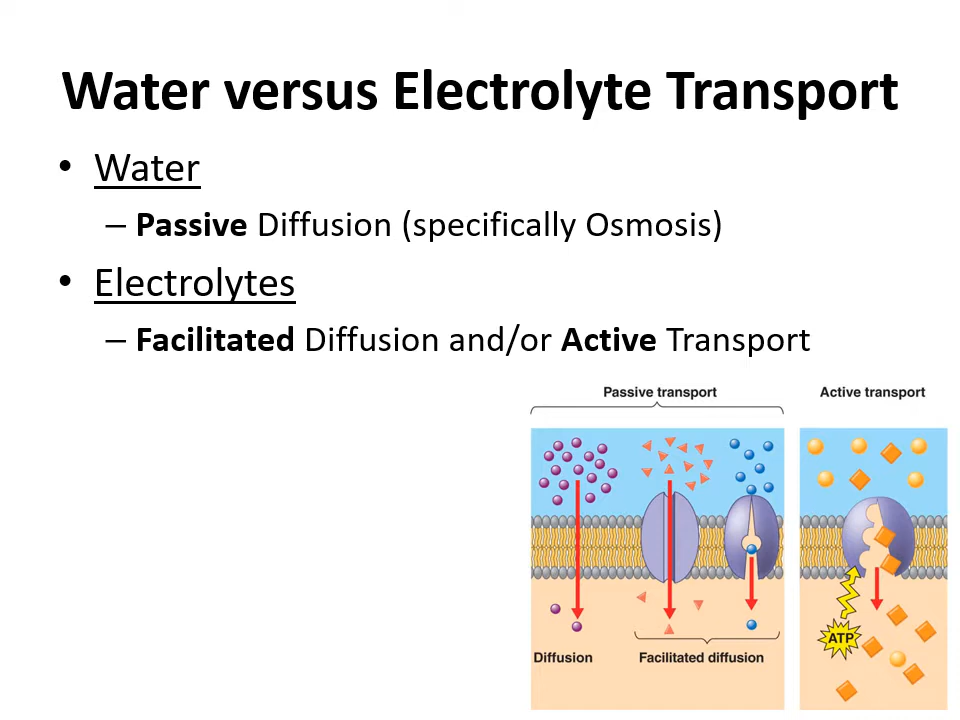 Water versus Electrolyte Transport
• Water
– Passive Diffusion (specifically Osmosis)
• Electrolytes
– Facilitated Diffusion and/or Active Transport
Passive transport
Active transport
ATP
Diffusion
Facilitated diffusion